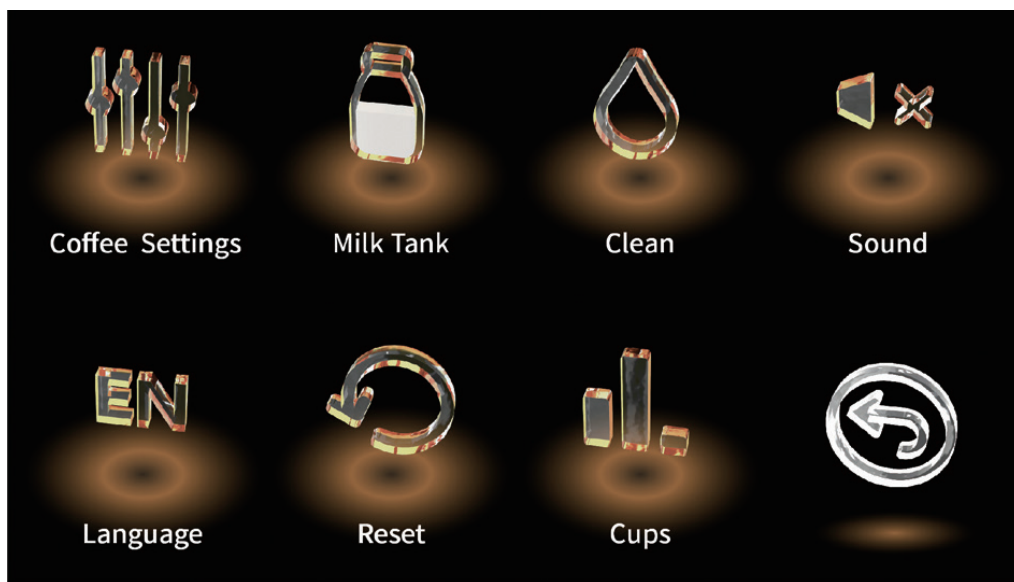 Coffee Settings
Milk Tank
Clean
Sound
EN
Language
Reset
Cups